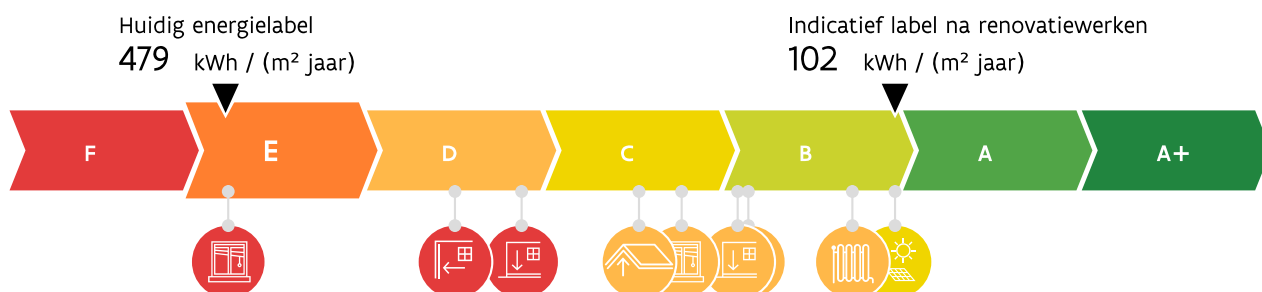 Huidig energielabel
479 kWh / (m² jaar)
Indicatief label na renovatiewerken
102 kWh / (m² jaar)
F E D C B A A+